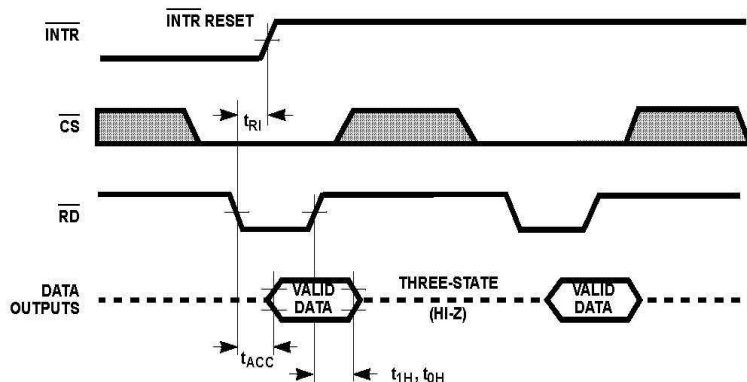 INTR RESET
INTR
tRI
CS
RD
DATA
OUTPUTS
VALID
DATA
THREE-STATE
(HI-Z)
VALID
DATA
tACC
t1H, t0H